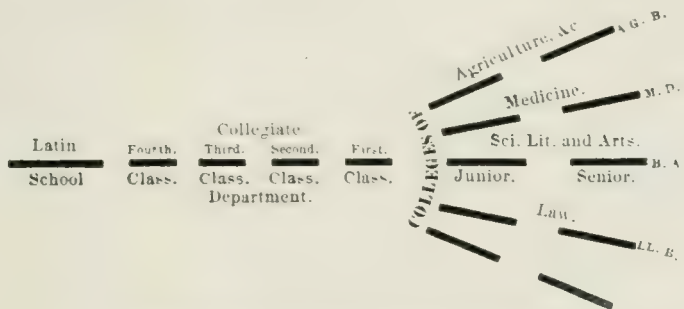 Agriculture, &c
A G. B.
Medicine.
M. D.
Collegiate
Latin
Fourth. Third. Second. First.
Sci. Lit. and Arts.
B. A
School
Class. Class. Class. Class.
Junior. Senior.
Department.
COLLEGES OF
Law.
LL. B.